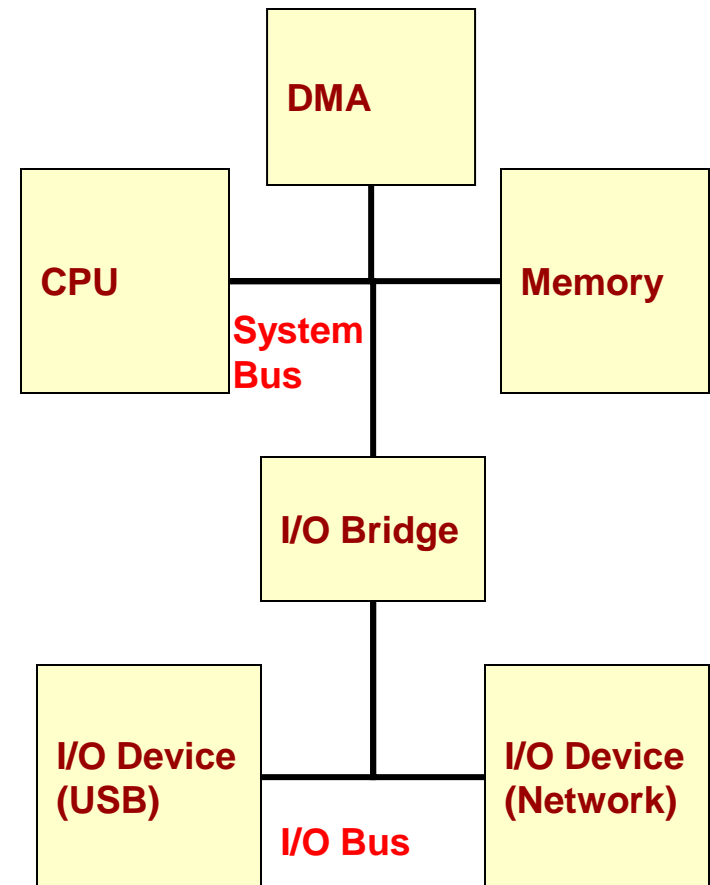 DMA
CPU
Memory
System
Bus
I/O Bridge
I/O Device
(USB)
I/O Device
(Network)
I/O Bus